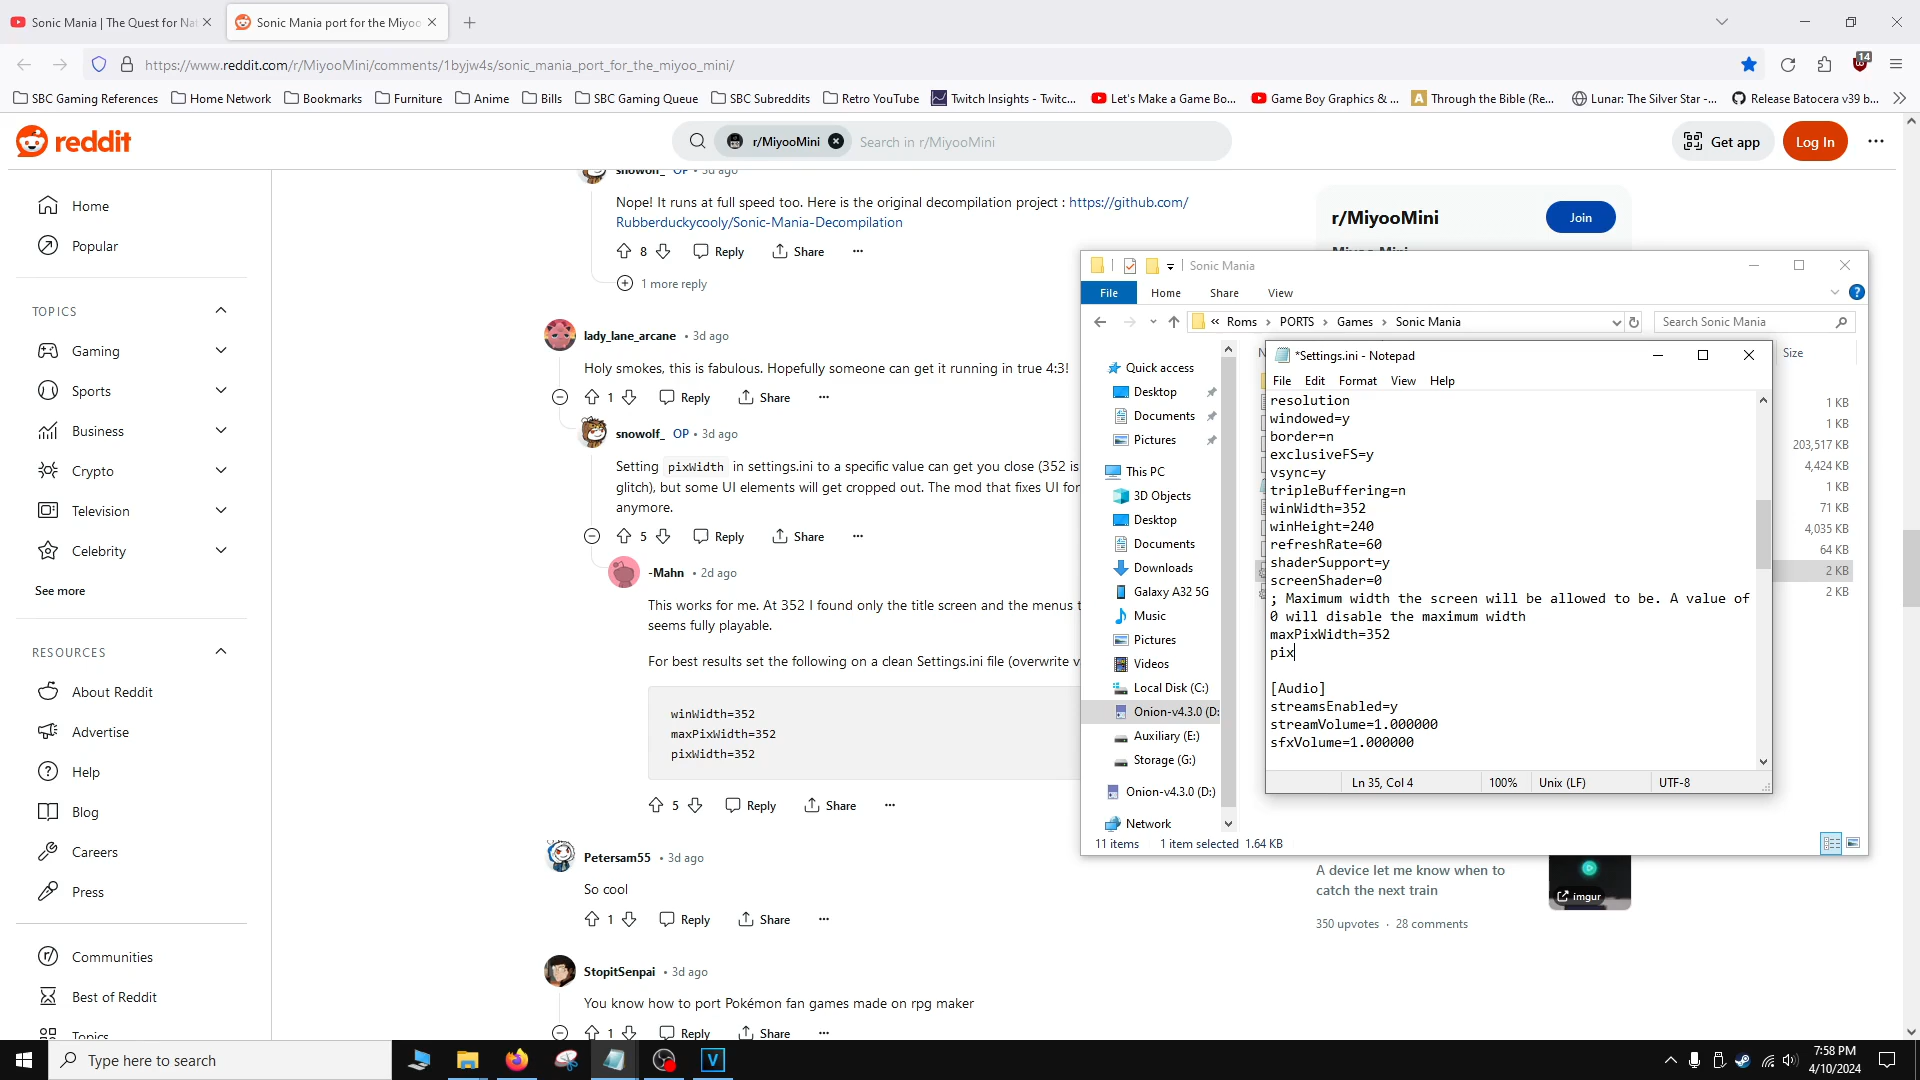 Sonic Mania | The Quest for Na
Sonic Mania port for the Miyoo
https://www.reddit.com/r/MiyooMini/comments/1byjw4s/sonic_mania_port_for_the_miyoo_mini/
14
SBC Gaming References
Home Network
Bookmarks
Furniture
Anime
Bills
SBC Gaming Queue
SBC Subreddits
Retro YouTube
Twitch Insights - Twitc...
Let's Make a Game Bo...
Game Boy Graphics & ...
Through the Bible (Re...
Lunar: The Silver Star -...
Release Batocera v39 b...
reddit
r/MiyooMini
Search in r/MiyooMini
Get app
Log In
Home
Popular
TOPICS
Gaming
Sports
Business
Crypto
Television
Celebrity
See more
RESOURCES
About Reddit
Advertise
Help
Blog
Careers
Press
Communities
Best of Reddit
Topics
snowolf_ OP • 3d ago
Nope! It runs at full speed too. Here is the original decompilation project : https://github.com/
Rubberduckycooly/Sonic-Mania-Decompilation
8 Reply Share
1 more reply
lady_lane_arcane • 3d ago
Holy smokes, this is fabulous. Hopefully someone can get it running in true 4:3!
1 Reply Share
snowolf_ OP • 3d ago
Setting pixWidth in settings.ini to a specific value can get you close (352 is
glitch), but some UI elements will get cropped out. The mod that fixes UI for
anymore.
5 Reply Share
-Mahn • 2d ago
This works for me. At 352 I found only the title screen and the menus t
seems fully playable.
For best results set the following on a clean Settings.ini file (overwrite v
winWidth=352
maxPixWidth=352
pixWidth=352
5 Reply Share
Petersam55 • 3d ago
So cool
1 Reply Share
StopitSenpai • 3d ago
You know how to port Pokémon fan games made on rpg maker
1 Reply Share
r/MiyooMini
Join
Miyoo Mini
A device let me know when to
catch the next train
imgur
350 upvotes · 28 comments
Sonic Mania
File Home Share View
« Roms › PORTS › Games › Sonic Mania
Search Sonic Mania
Quick access
Desktop
Documents
Pictures
This PC
3D Objects
Desktop
Documents
Downloads
Galaxy A32 5G
Music
Pictures
Videos
Local Disk (C:)
Onion-v4.3.0 (D:
Auxiliary (E:)
Storage (G:)
Onion-v4.3.0 (D:)
Network
Size
1 KB
1 KB
203,517 KB
4,424 KB
1 KB
71 KB
4,035 KB
64 KB
2 KB
2 KB
11 items 1 item selected 1.64 KB
*Settings.ini - Notepad
File Edit Format View Help
resolution
windowed=y
border=n
exclusiveFS=y
vsync=y
tripleBuffering=n
winWidth=352
winHeight=240
refreshRate=60
shaderSupport=y
screenShader=0
; Maximum width the screen will be allowed to be. A value of
0 will disable the maximum width
maxPixWidth=352
pix
[Audio]
streamsEnabled=y
streamVolume=1.000000
sfxVolume=1.000000
Ln 35, Col 4 100% Unix (LF) UTF-8
Type here to search
7:58 PM
4/10/2024